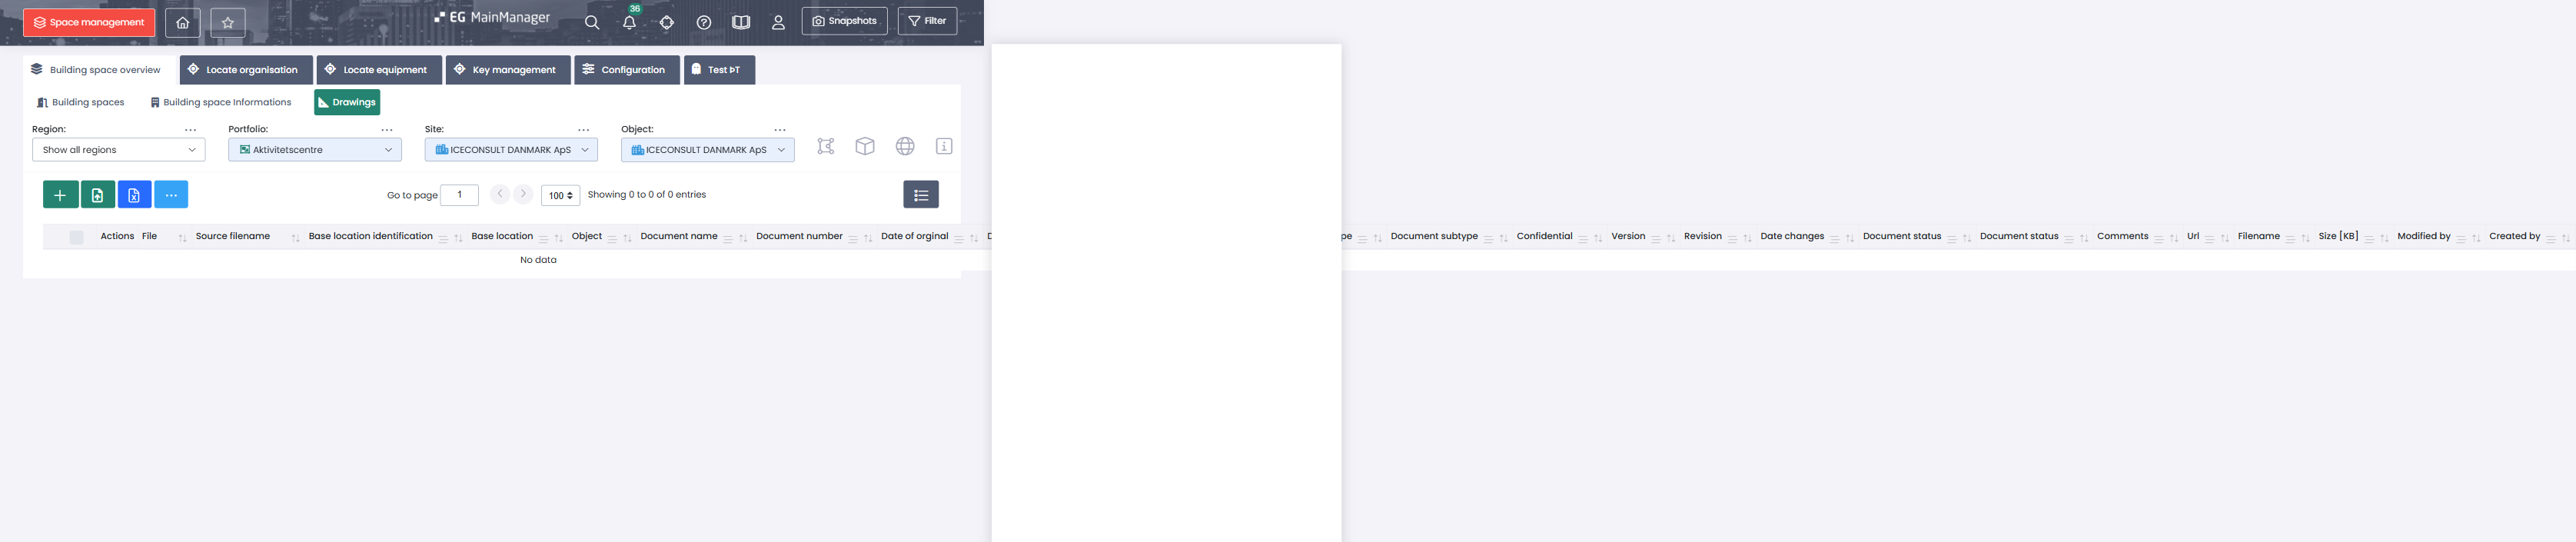 Space management
EG MainManager
36
Snapshots
Filter
Building space overview
Locate organisation
Locate equipment
Key management
Configuration
Test ÞT
Building spaces
Building space Informations
Drawings
Region:
Portfolio:
Site:
Object:
Show all regions
Aktivitetscentre
ICECONSULT DANMARK ApS
ICECONSULT DANMARK ApS
Go to page 1
100
Showing 0 to 0 of 0 entries
Actions File Source filename Base location identification Base location Object Document name Document number Date of orginal D pe Document subtype Confidential Version Revision Date changes Document status Document status Comments Url Filename Size [KB] Modified by Created by
No data